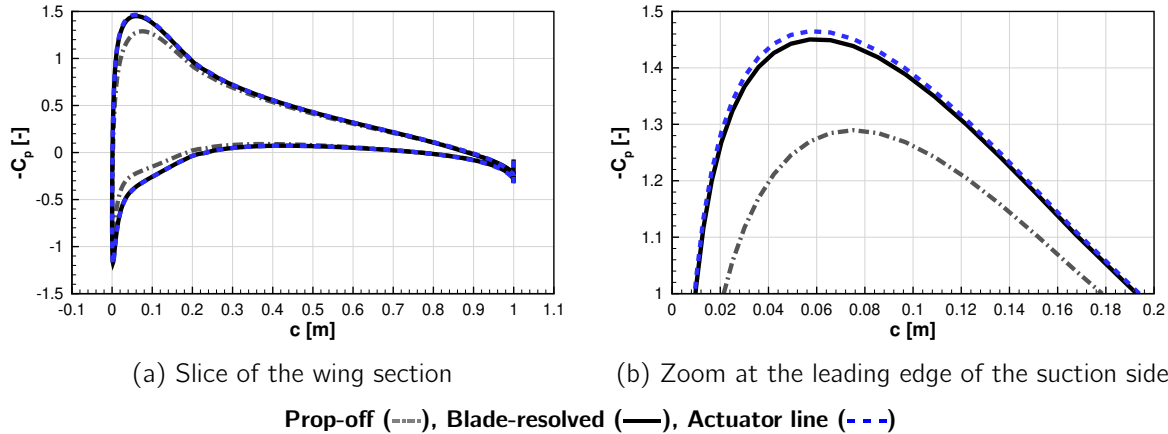 -Cp [-]
1.5
1
0.5
0
-0.5
-1
-1.5
-0.1 0 0.1 0.2 0.3 0.4 0.5 0.6 0.7 0.8 0.9 1 1.1
c [m]
(a) Slice of the wing section
-Cp [-]
1.5
1.4
1.3
1.2
1.1
1
0 0.02 0.04 0.06 0.08 0.1 0.12 0.14 0.16 0.18 0.2
c [m]
(b) Zoom at the leading edge of the suction side
Prop-off (), Blade-resolved (), Actuator line ()